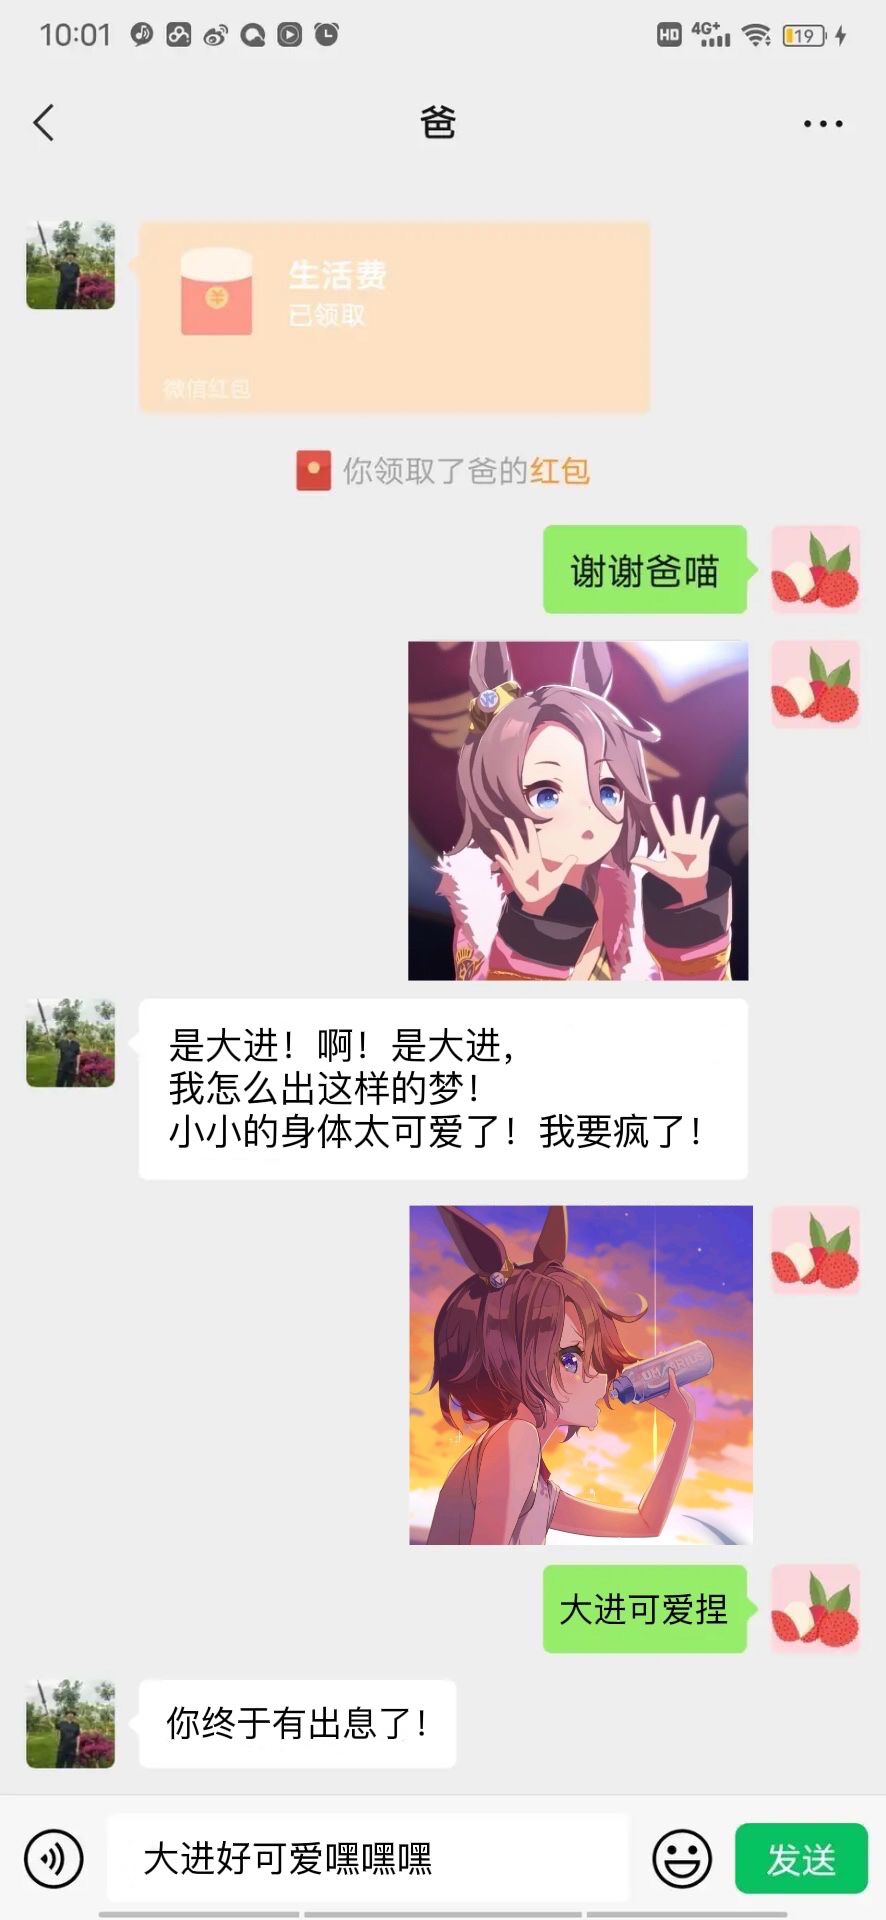 10:01
HD 4G+ 19
爸
生活费
已领取
微信红包
你领取了爸的红包
谢谢爸喵
是大进！啊！是大进，
我怎么出这样的梦！
小小的身体太可爱了！我要疯了！
UMARIUS
大进可爱捏
你终于有出息了！
大进好可爱嘿嘿嘿
发送